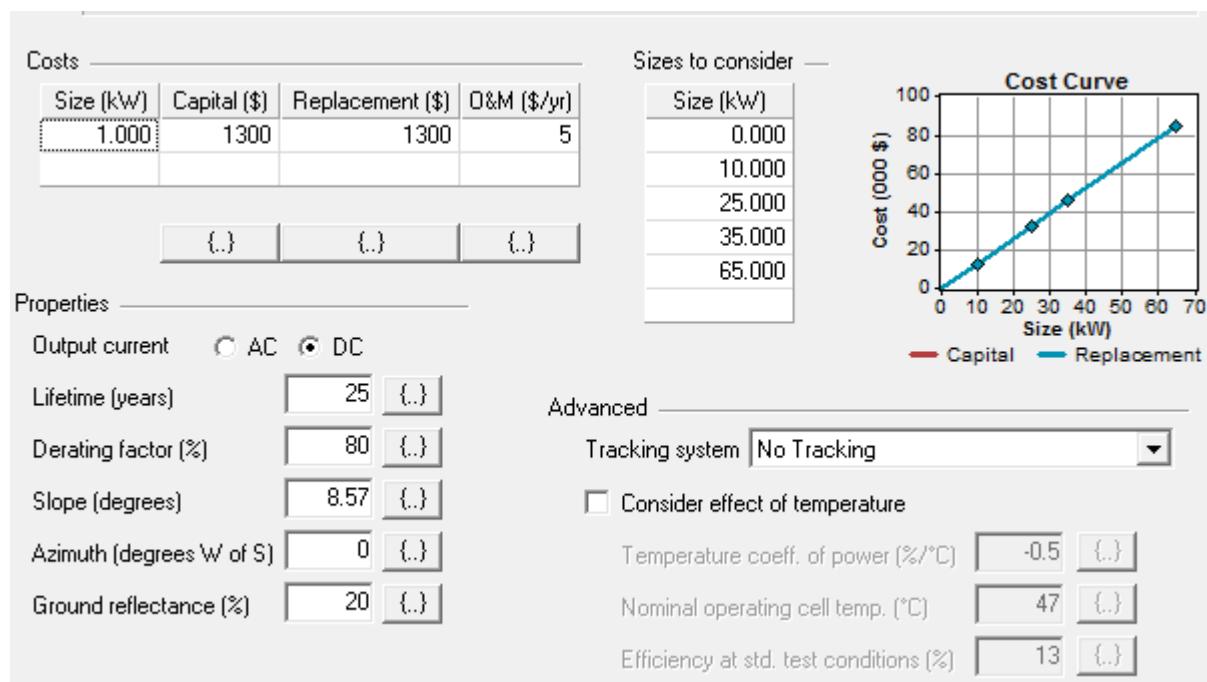 Costs
Size (kW) Capital ($) Replacement ($) O&M ($/yr)
1.000 1300 1300 5
{..} {..} {..}
Sizes to consider
Size (kW)
0.000
10.000
25.000
35.000
65.000
Cost Curve
Cost (000 $)
100
80
60
40
20
0
0 10 20 30 40 50 60 70
Size (kW)
Capital Replacement
Properties
Output current AC DC
Lifetime (years) 25 {..}
Derating factor (%) 80 {..}
Slope (degrees) 8.57 {..}
Azimuth (degrees W of S) 0 {..}
Ground reflectance (%) 20 {..}
Advanced
Tracking system No Tracking
Consider effect of temperature
Temperature coeff. of power (%/°C) -0.5 {..}
Nominal operating cell temp. (°C) 47 {..}
Efficiency at std. test conditions (%) 13 {..}